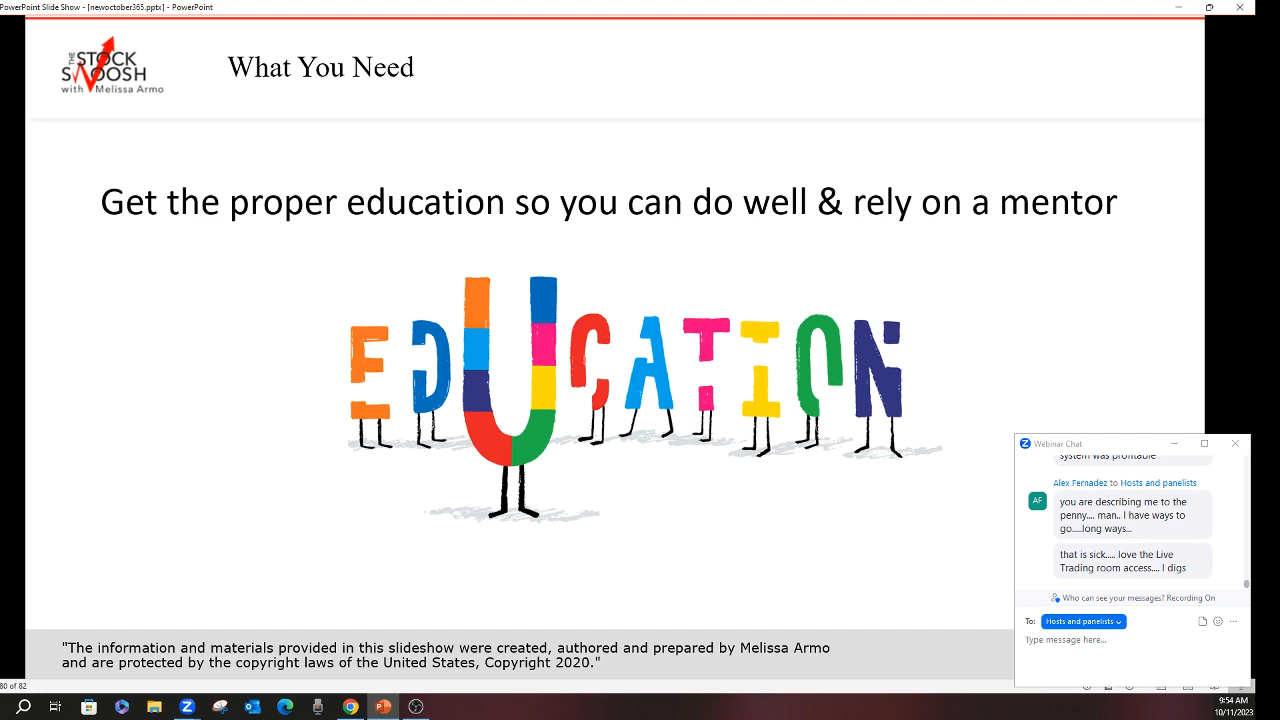 PowerPoint Slide Show - [newoctober365.pptx] - PowerPoint
THE STOCK
SWOOSH
with Melissa Armo
What You Need
Get the proper education so you can do well & rely on a mentor
EDUCATION
Webinar Chat
system was profitable
Alex Fernadez to Hosts and panelists
AF
you are describing me to the
penny.... man.. I have ways to
go....long ways...
that is sick..... love the Live
Trading room access.... I digs
Who can see your messages? Recording On
To: Hosts and panelists
Type message here...
"The information and materials provided in this slideshow were created, authored and prepared by Melissa Armo
and are protected by the copyright laws of the United States, Copyright 2020."
80 of 82
9:54 AM
10/11/2023